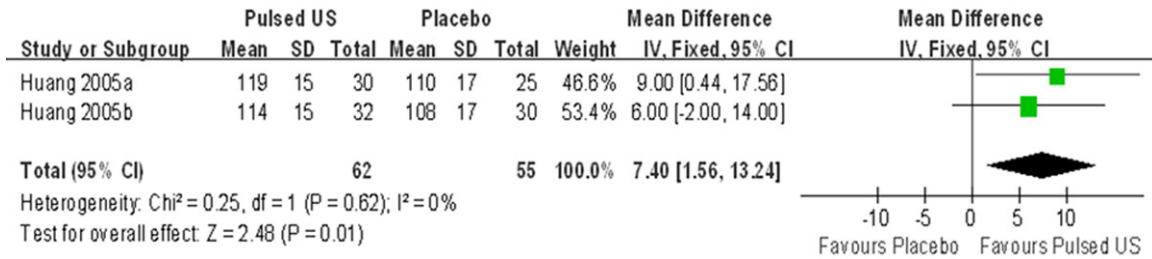 Pulsed US Placebo Mean Difference Mean Difference
Study or Subgroup Mean SD Total Mean SD Total Weight IV, Fixed, 95% CI IV, Fixed, 95% CI
Huang 2005a 119 15 30 110 17 25 46.6% 9.00 [0.44, 17.56]
Huang 2005b 114 15 32 108 17 30 53.4% 6.00 [-2.00, 14.00]
Total (95% CI) 62 55 100.0% 7.40 [1.56, 13.24]
Heterogeneity: Chi² = 0.25, df = 1 (P = 0.62); I² = 0%
Test for overall effect: Z = 2.48 (P = 0.01)
-10 -5 0 5 10
Favours Placebo Favours Pulsed US